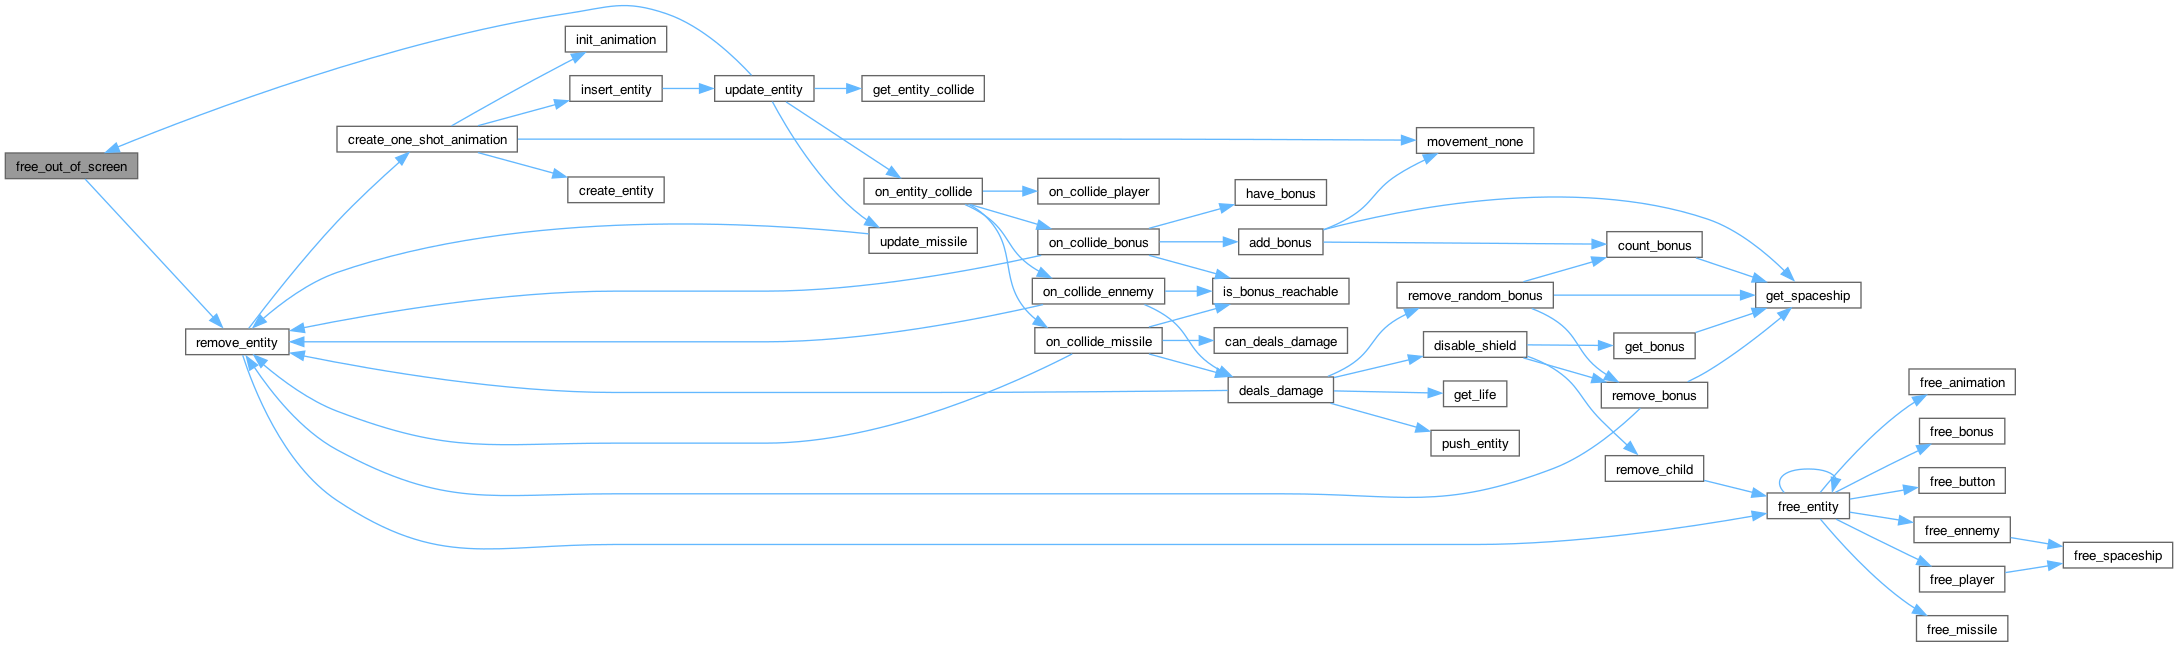 free_out_of_screen
remove_entity
create_one_shot_animation
init_animation
insert_entity
create_entity
update_entity
get_entity_collide
on_entity_collide
update_missile
on_collide_player
on_collide_bonus
on_collide_ennemy
on_collide_missile
have_bonus
add_bonus
is_bonus_reachable
can_deals_damage
deals_damage
movement_none
remove_random_bonus
disable_shield
get_life
push_entity
count_bonus
get_bonus
remove_bonus
remove_child
get_spaceship
free_entity
free_animation
free_bonus
free_button
free_ennemy
free_player
free_missile
free_spaceship